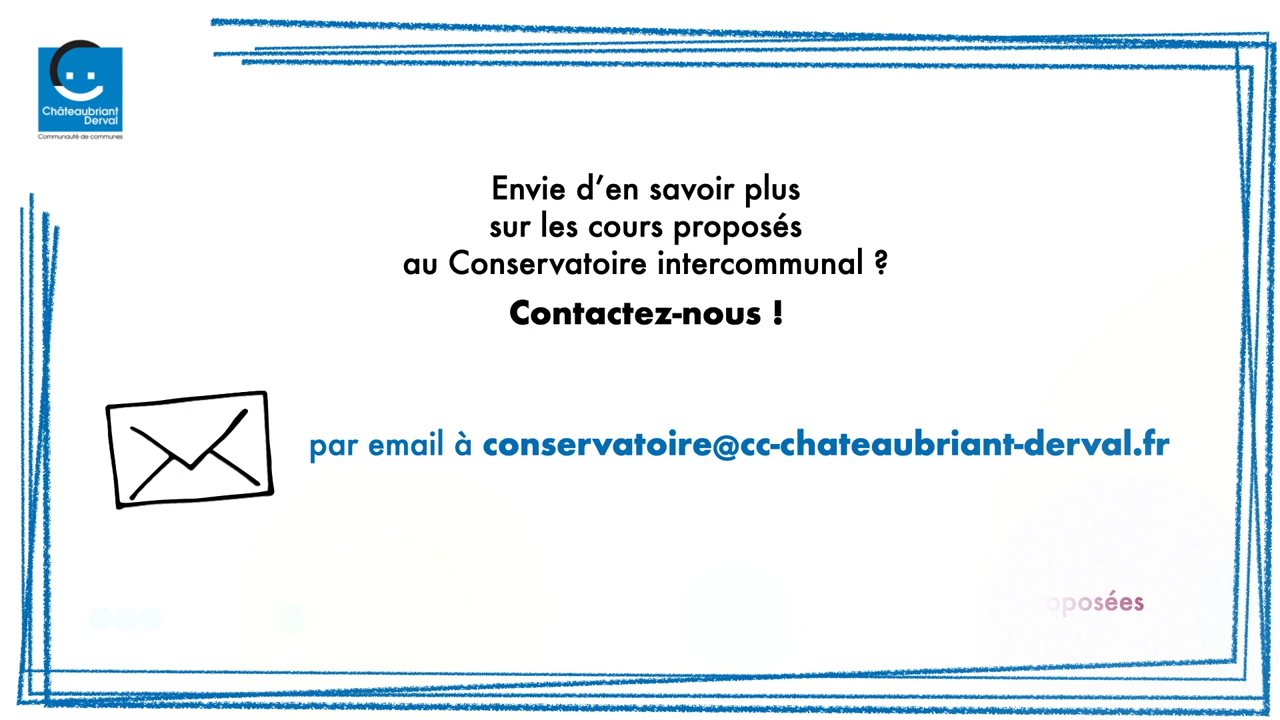 Châteaubriant
Derval
Communauté de communes
Envie d’en savoir plus
sur les cours proposés
au Conservatoire intercommunal ?
Contactez-nous !
par email à conservatoire@cc-chateaubriant-derval.fr
oposées